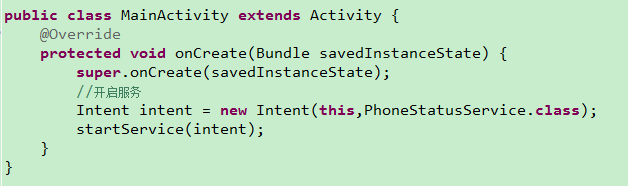 public class MainActivity extends Activity {
    @Override
    protected void onCreate(Bundle savedInstanceState) {
        super.onCreate(savedInstanceState);
        //开启服务
        Intent intent = new Intent(this,PhoneStatusService.class);
        startService(intent);
    }
}